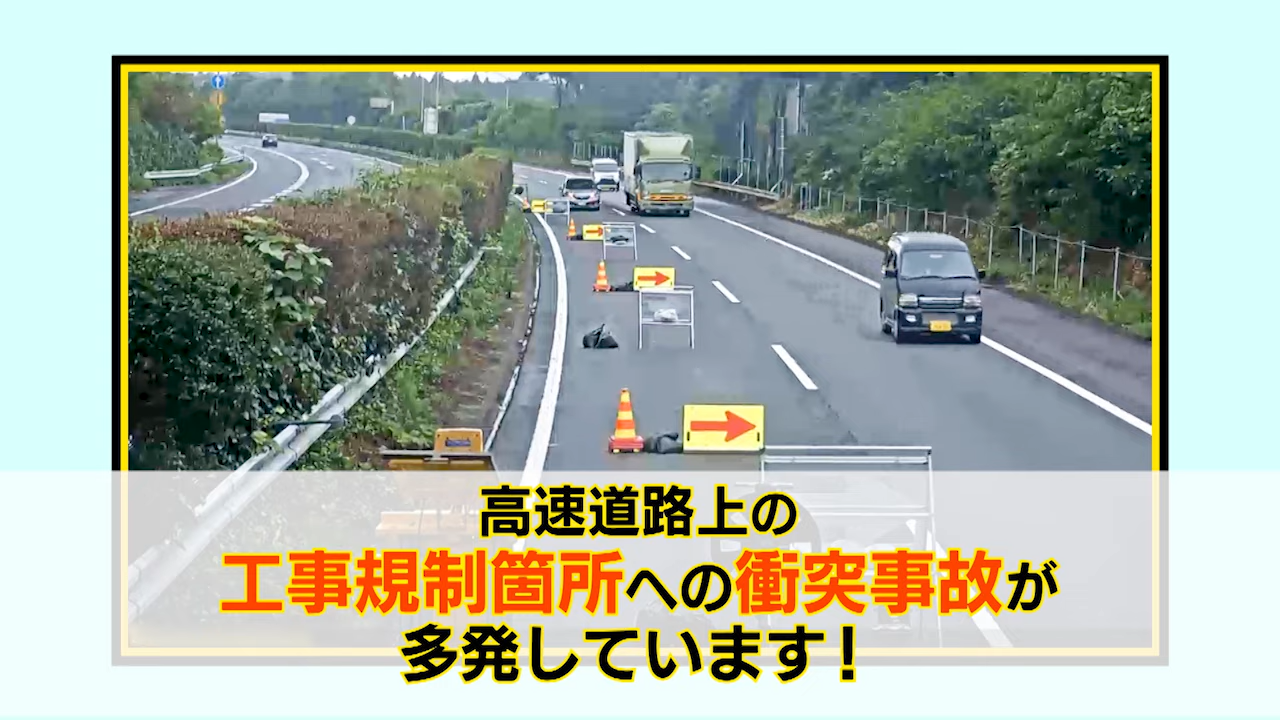 高速道路上の
工事規制箇所への衝突事故が
多発しています！